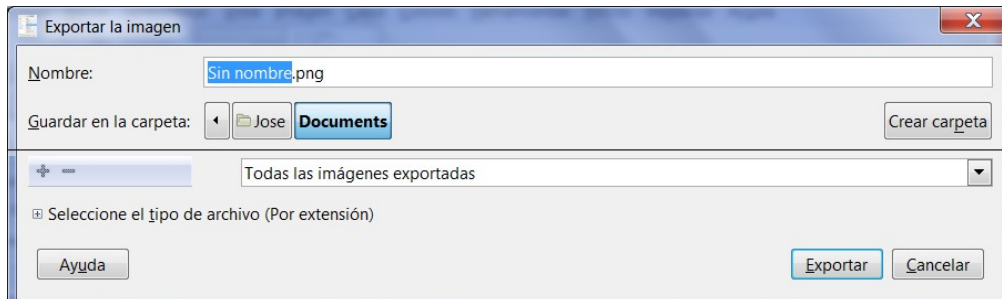 Exportar la imagen
Nombre: Sin nombre.png
Guardar en la carpeta: Jose Documents Crear carpeta
Todas las imágenes exportadas
Seleccione el tipo de archivo (Por extensión)
Ayuda Exportar Cancelar